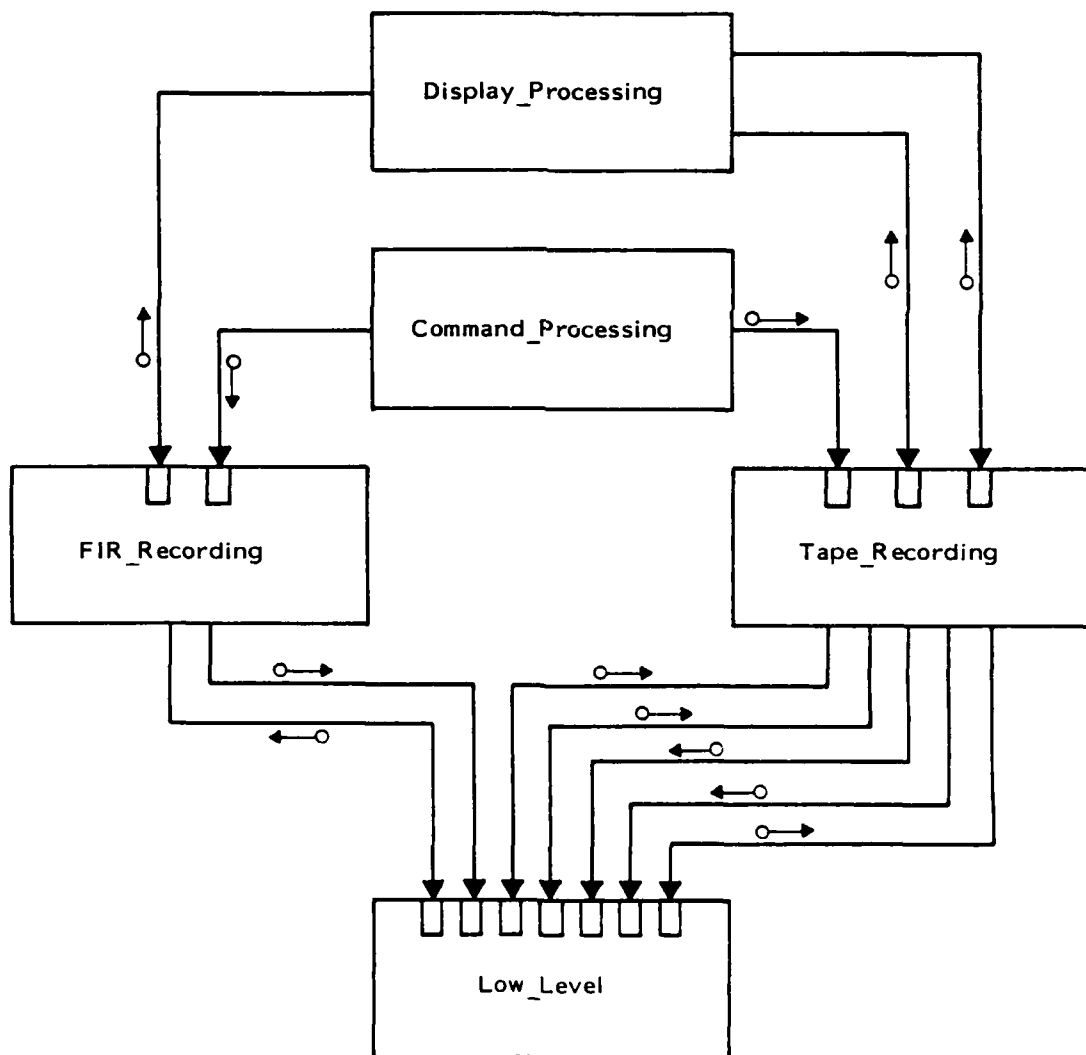 Display_Processing
Command_Processing
FIR_Recording
Tape_Recording
Low_Level